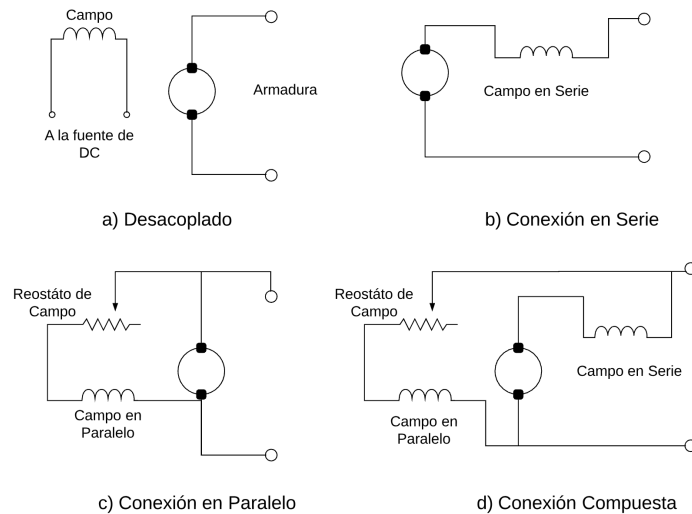 Campo
Armadura
A la fuente de
DC
a) Desacoplado
Campo en Serie
b) Conexión en Serie
Reostáto de
Campo
Campo en
Paralelo
c) Conexión en Paralelo
Reostáto de
Campo
Campo en Serie
Campo en
Paralelo
d) Conexión Compuesta